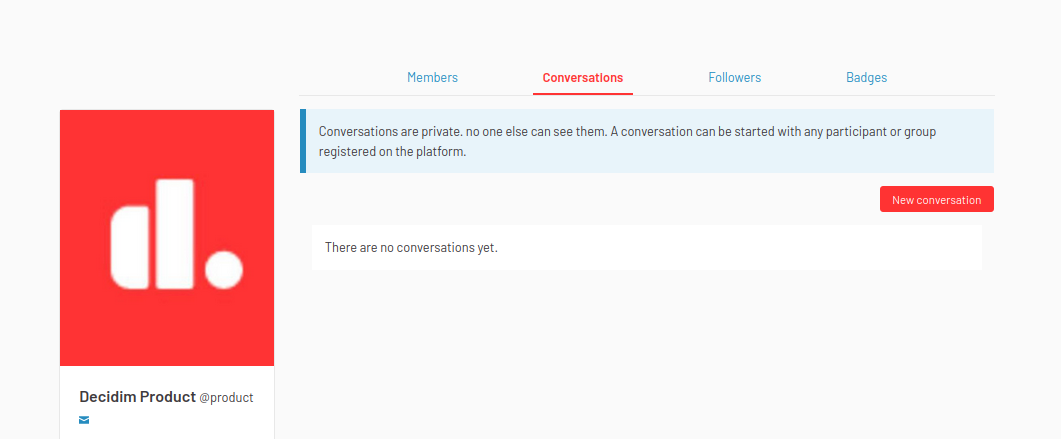 Members Conversations Followers Badges
Conversations are private. no one else can see them. A conversation can be started with any participant or group
registered on the platform.
New conversation
There are no conversations yet.
d.
Decidim Product @product